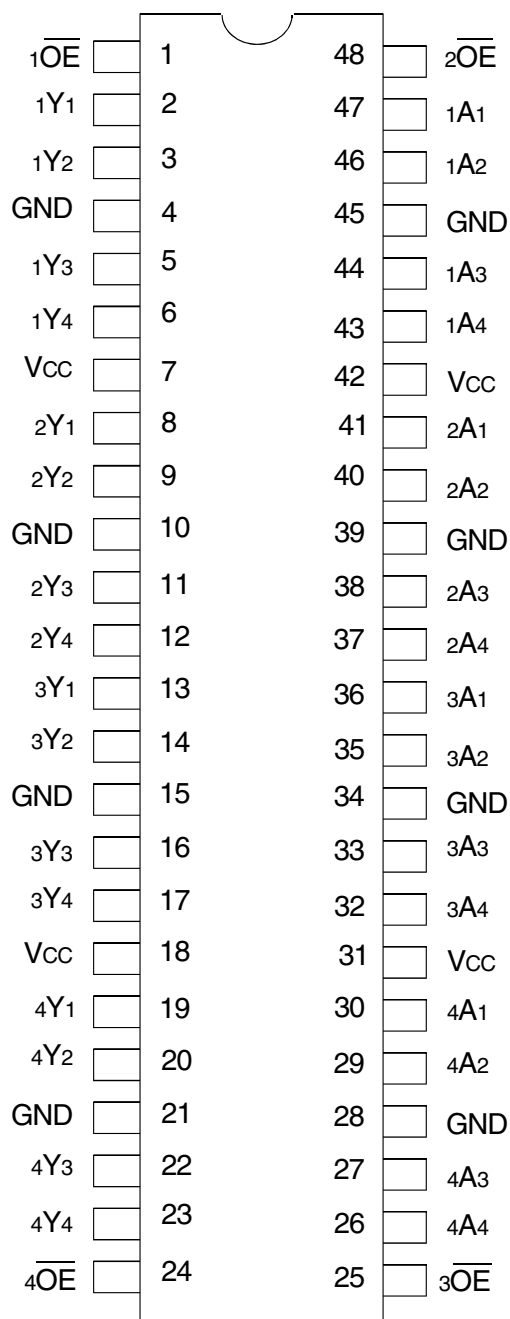 1O̅E̅ 1 48 2O̅E̅
1Y1 2 47 1A1
1Y2 3 46 1A2
GND 4 45 GND
1Y3 5 44 1A3
1Y4 6 43 1A4
VCC 7 42 VCC
2Y1 8 41 2A1
2Y2 9 40 2A2
GND 10 39 GND
2Y3 11 38 2A3
2Y4 12 37 2A4
3Y1 13 36 3A1
3Y2 14 35 3A2
GND 15 34 GND
3Y3 16 33 3A3
3Y4 17 32 3A4
VCC 18 31 VCC
4Y1 19 30 4A1
4Y2 20 29 4A2
GND 21 28 GND
4Y3 22 27 4A3
4Y4 23 26 4A4
4O̅E̅ 24 25 3O̅E̅